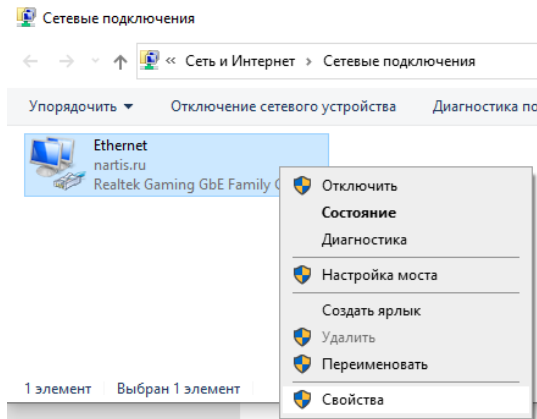 Сетевые подключения
« Сеть и Интернет › Сетевые подключения
Упорядочить ▾ Отключение сетевого устройства Диагностика по
Ethernet
nartis.ru
Realtek Gaming GbE Family
Отключить
Состояние
Диагностика
Настройка моста
Создать ярлык
Удалить
Переименовать
Свойства
1 элемент Выбран 1 элемент